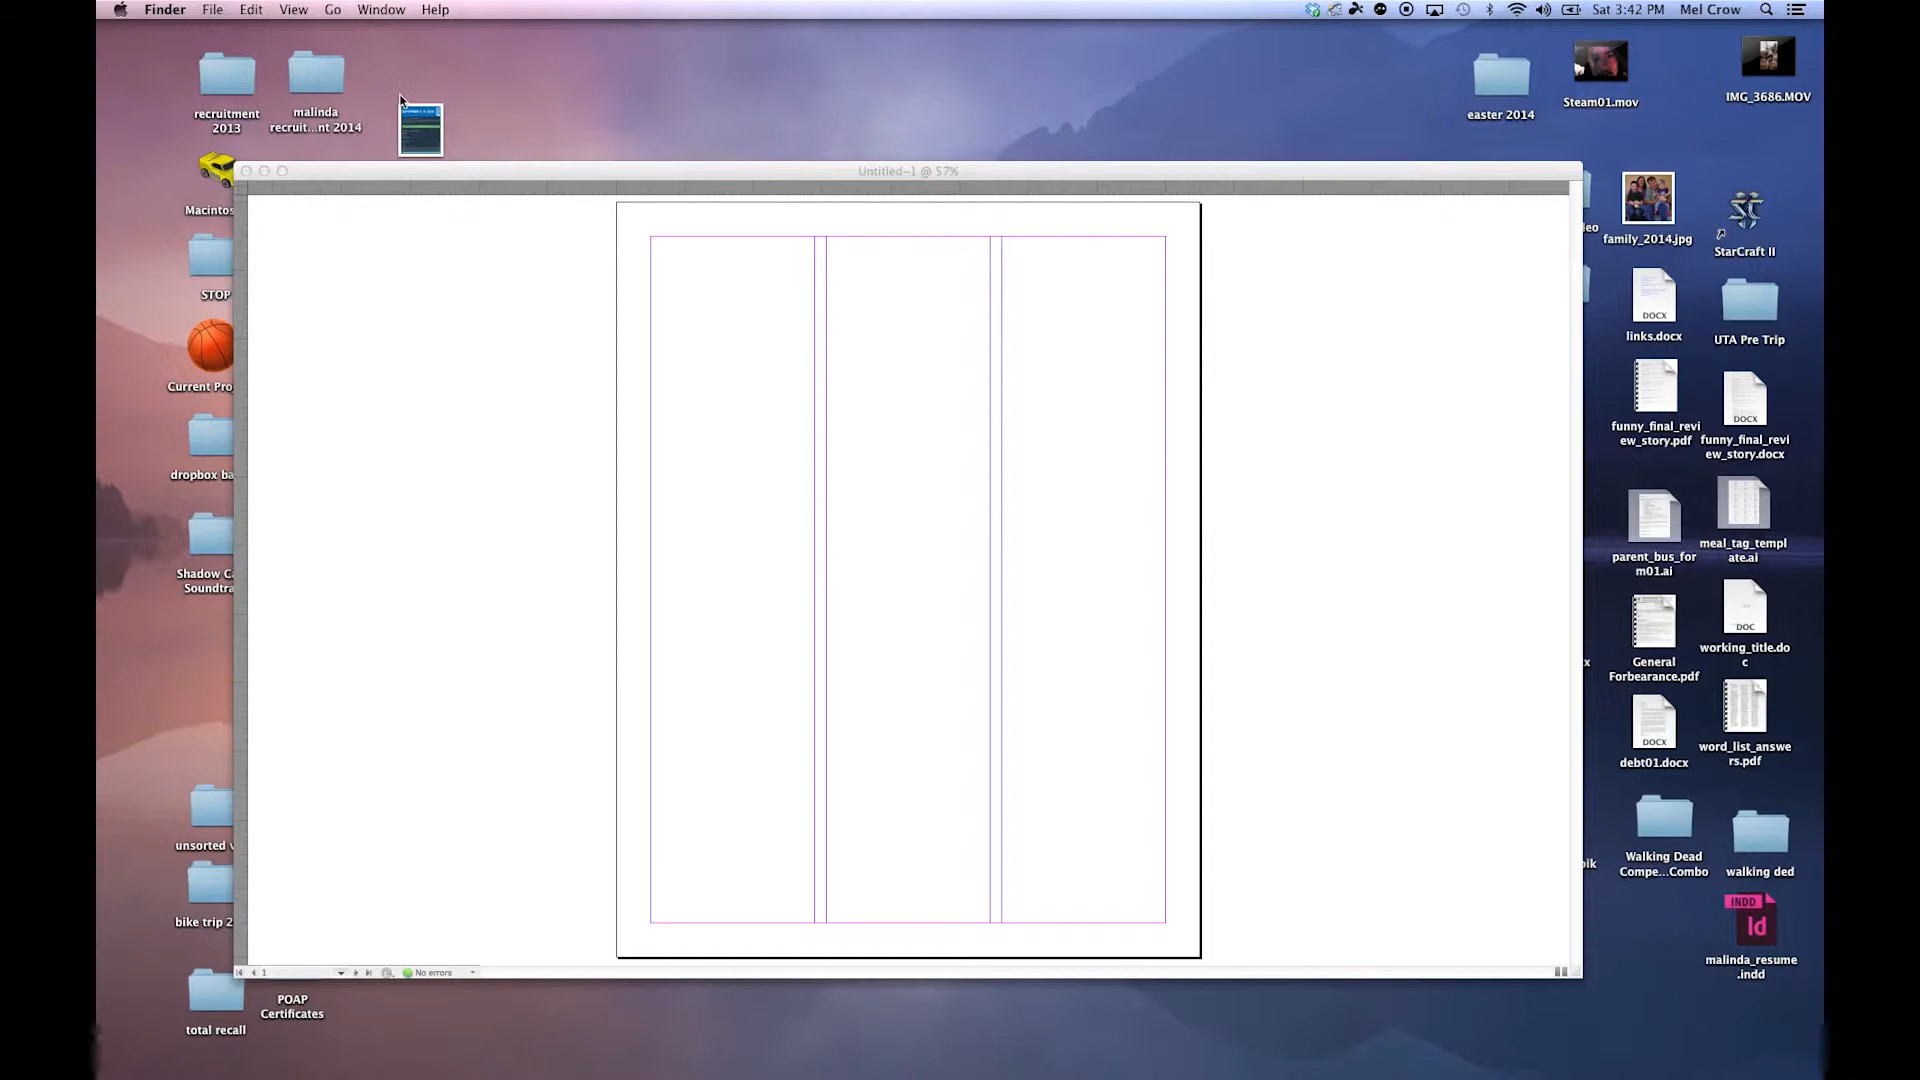 Finder File Edit View Go Window Help
Sat 3:42 PM Mel Crow
recruitment
2013
malinda
recruit...nt 2014
easter 2014
Steam01.mov
IMG_3686.MOV
Untitled-1 @ 57%
Macintos
STOP
Current Pro
dropbox ba
Shadow Ca
Soundtra
unsorted v
bike trip 2
total recall
POAP
Certificates
1
No errors
leo
family_2014.jpg
StarCraft II
DOCX
links.docx
UTA Pre Trip
funny_final_revi
ew_story.pdf
DOCX
funny_final_revi
ew_story.docx
parent_bus_for
m01.ai
meal_tag_templ
ate.ai
General
Forbearance.pdf
DOC
working_title.do
c
DOCX
debt01.docx
word_list_answe
rs.pdf
Walking Dead
Compe...Combo
walking ded
INDD
Id
malinda_resume
.indd